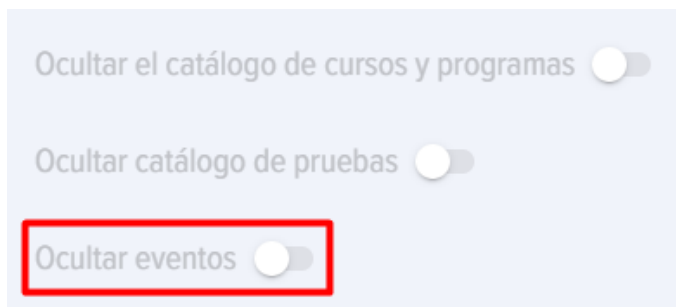 Ocultar el catálogo de cursos y programas
Ocultar catálogo de pruebas
Ocultar eventos